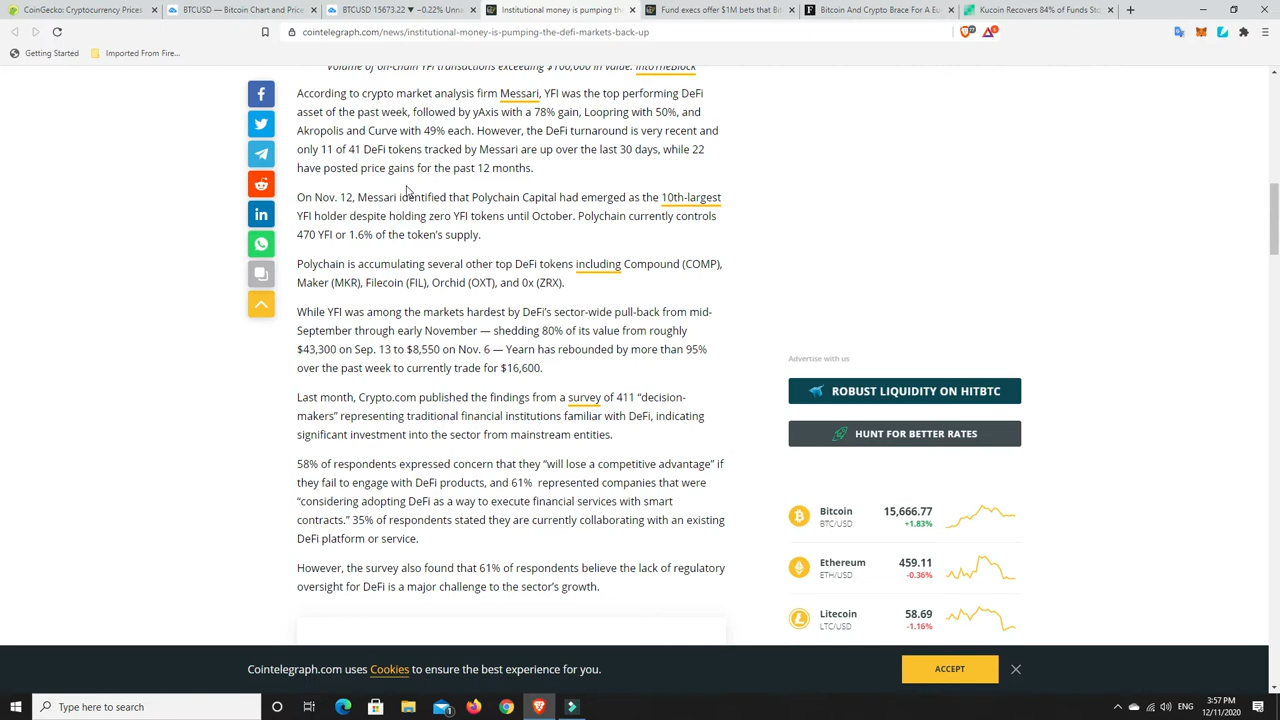 Cryptocurrency Prices
BTCUSD — Bitcoin Chart and Price
BTCUSD 15673.22 ▼ −0.22% Unna
Institutional money is pumping the
Fund execs offer $1M bets that Bit
Bitcoin And Crypto Brace For A
Kucoin Recovers 84% of Funds Sto
cointelegraph.com/news/institutional-money-is-pumping-the-defi-markets-back-up
Getting Started
Imported From Fire...
Volume of on-chain YFI transactions exceeding $100,000 in value: IntoTheBlock
According to crypto market analysis firm Messari, YFI was the top performing DeFi
asset of the past week, followed by yAxis with a 78% gain, Loopring with 50%, and
Akropolis and Curve with 49% each. However, the DeFi turnaround is very recent and
only 11 of 41 DeFi tokens tracked by Messari are up over the last 30 days, while 22
have posted price gains for the past 12 months.
On Nov. 12, Messari identified that Polychain Capital had emerged as the 10th-largest
YFI holder despite holding zero YFI tokens until October. Polychain currently controls
470 YFI or 1.6% of the token's supply.
Polychain is accumulating several other top DeFi tokens including Compound (COMP),
Maker (MKR), Filecoin (FIL), Orchid (OXT), and 0x (ZRX).
While YFI was among the markets hardest by DeFi's sector-wide pull-back from mid-
September through early November — shedding 80% of its value from roughly
$43,300 on Sep. 13 to $8,550 on Nov. 6 — Yearn has rebounded by more than 95%
over the past week to currently trade for $16,600.
Last month, Crypto.com published the findings from a survey of 411 “decision-
makers” representing traditional financial institutions familiar with DeFi, indicating
significant investment into the sector from mainstream entities.
58% of respondents expressed concern that they “will lose a competitive advantage” if
they fail to engage with DeFi products, and 61% represented companies that were
“considering adopting DeFi as a way to execute financial services with smart
contracts.” 35% of respondents stated they are currently collaborating with an existing
DeFi platform or service.
However, the survey also found that 61% of respondents believe the lack of regulatory
oversight for DeFi is a major challenge to the sector's growth.
Advertise with us
ROBUST LIQUIDITY ON HITBTC
HUNT FOR BETTER RATES
Bitcoin 15,666.77
BTC/USD +1.83%
Ethereum 459.11
ETH/USD -0.36%
Litecoin 58.69
LTC/USD -1.16%
Cointelegraph.com uses Cookies to ensure the best experience for you.
ACCEPT
Type here to search
ENG
3:57 PM
12/11/2020